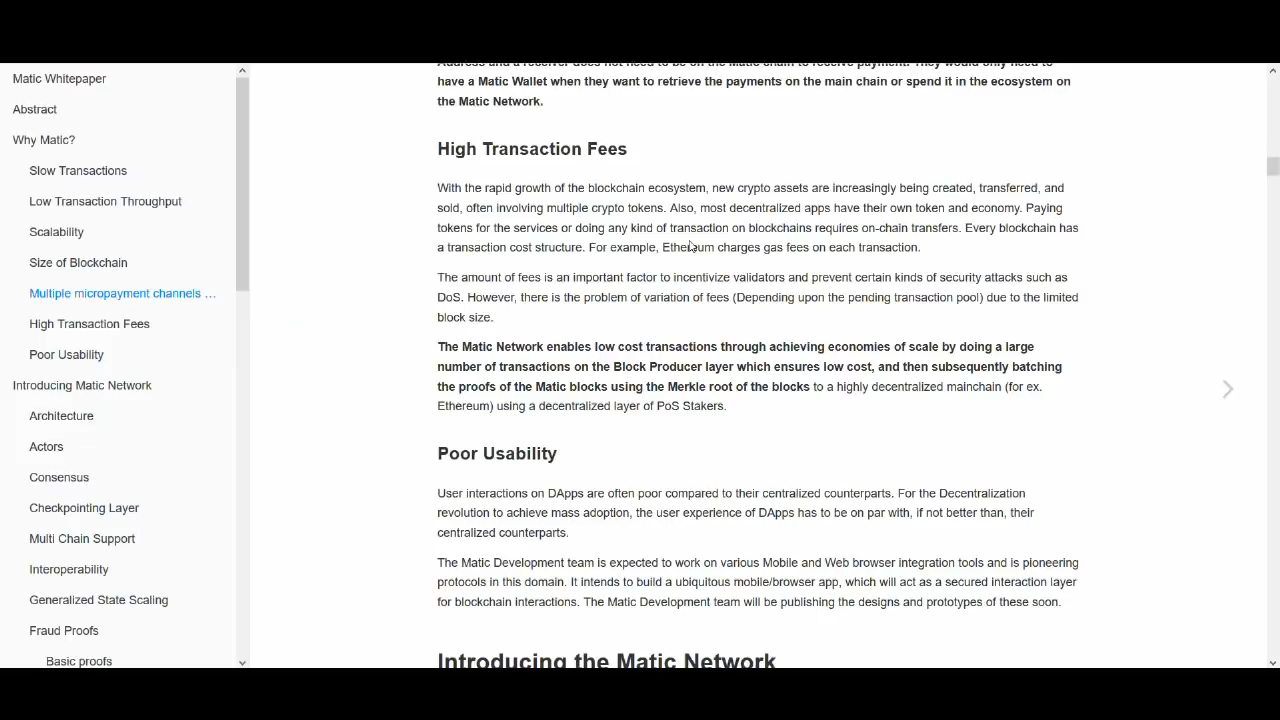 Matic Whitepaper
Abstract
Why Matic?
Slow Transactions
Low Transaction Throughput
Scalability
Size of Blockchain
Multiple micropayment channels ...
High Transaction Fees
Poor Usability
Introducing Matic Network
Architecture
Actors
Consensus
Checkpointing Layer
Multi Chain Support
Interoperability
Generalized State Scaling
Fraud Proofs
Basic proofs
Address and a receiver does not need to be on the Matic chain to receive payment. They would only need to
have a Matic Wallet when they want to retrieve the payments on the main chain or spend it in the ecosystem on
the Matic Network.
High Transaction Fees
With the rapid growth of the blockchain ecosystem, new crypto assets are increasingly being created, transferred, and
sold, often involving multiple crypto tokens. Also, most decentralized apps have their own token and economy. Paying
tokens for the services or doing any kind of transaction on blockchains requires on-chain transfers. Every blockchain has
a transaction cost structure. For example, Ethereum charges gas fees on each transaction.
The amount of fees is an important factor to incentivize validators and prevent certain kinds of security attacks such as
DoS. However, there is the problem of variation of fees (Depending upon the pending transaction pool) due to the limited
block size.
The Matic Network enables low cost transactions through achieving economies of scale by doing a large
number of transactions on the Block Producer layer which ensures low cost, and then subsequently batching
the proofs of the Matic blocks using the Merkle root of the blocks to a highly decentralized mainchain (for ex.
Ethereum) using a decentralized layer of PoS Stakers.
Poor Usability
User interactions on DApps are often poor compared to their centralized counterparts. For the Decentralization
revolution to achieve mass adoption, the user experience of DApps has to be on par with, if not better than, their
centralized counterparts.
The Matic Development team is expected to work on various Mobile and Web browser integration tools and is pioneering
protocols in this domain. It intends to build a ubiquitous mobile/browser app, which will act as a secured interaction layer
for blockchain interactions. The Matic Development team will be publishing the designs and prototypes of these soon.
Introducing the Matic Network